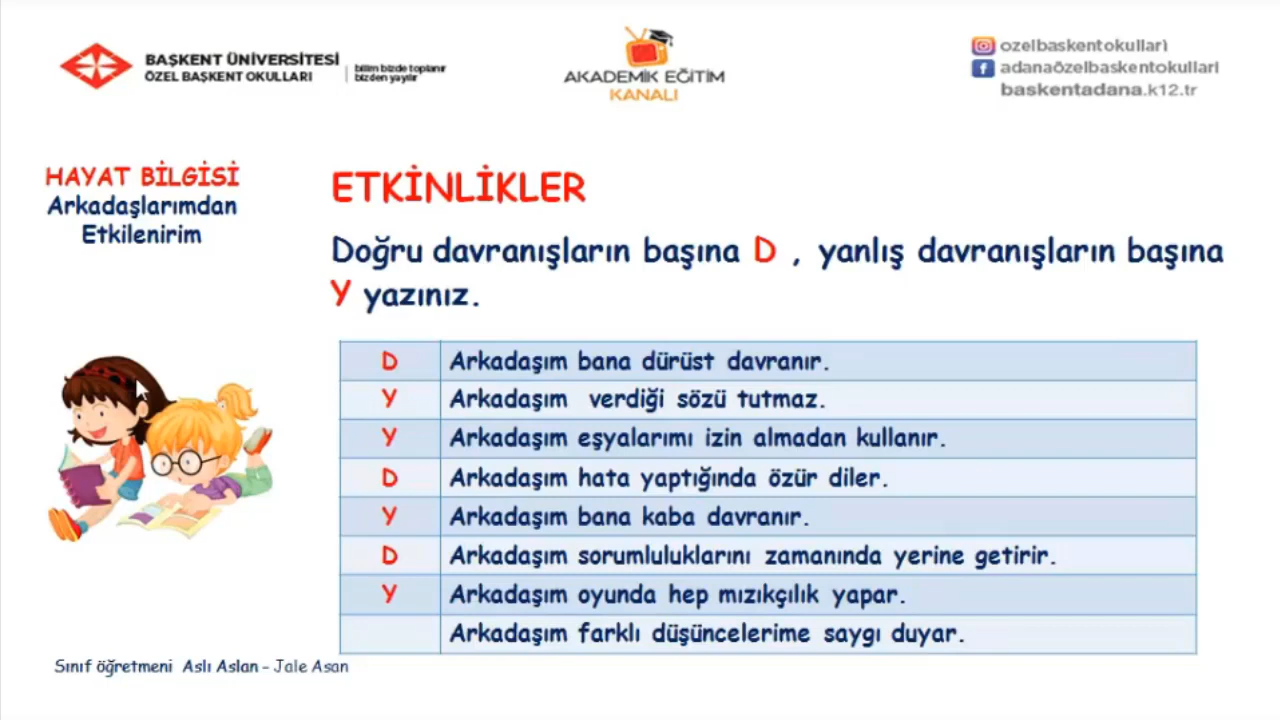 BAŞKENT ÜNİVERSİTESİ
ÖZEL BAŞKENT OKULLARI
bilim bizde toplanır
bizden yayılır
AKADEMİK EĞİTİM
KANALI
ozelbaskentokullarì
adanaözelbaskentokullarl
baskentadana.k12.tr
HAYAT BİLGİSİ
Arkadaşlarımdan
Etkilenirim
ETKİNLİKLER
Doğru davranışların başına D , yanlış davranışların başına
Y yazınız.
D Arkadaşım bana dürüst davranır.
Y Arkadaşım verdiği sözü tutmaz.
Y Arkadaşım eşyalarımı izin almadan kullanır.
D Arkadaşım hata yaptığında özür diler.
Y Arkadaşım bana kaba davranır.
D Arkadaşım sorumluluklarını zamanında yerine getirir.
Y Arkadaşım oyunda hep mızıkçılık yapar.
Arkadaşım farklı düşüncelerime saygı duyar.
Sınıf öğretmeni Aslı Aslan – Jale Asan